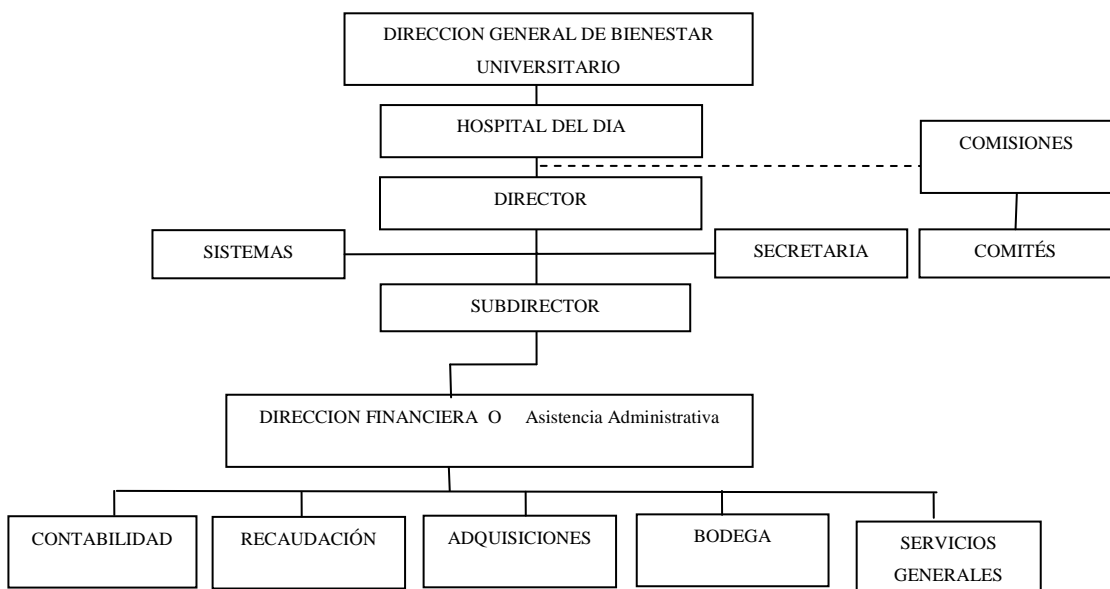 DIRECCION GENERAL DE BIENESTAR
UNIVERSITARIO
HOSPITAL DEL DIA
COMISIONES
DIRECTOR
SISTEMAS
SECRETARIA
COMITÉS
SUBDIRECTOR
DIRECCION FINANCIERA O Asistencia Administrativa
CONTABILIDAD
RECAUDACIÓN
ADQUISICIONES
BODEGA
SERVICIOS
GENERALES